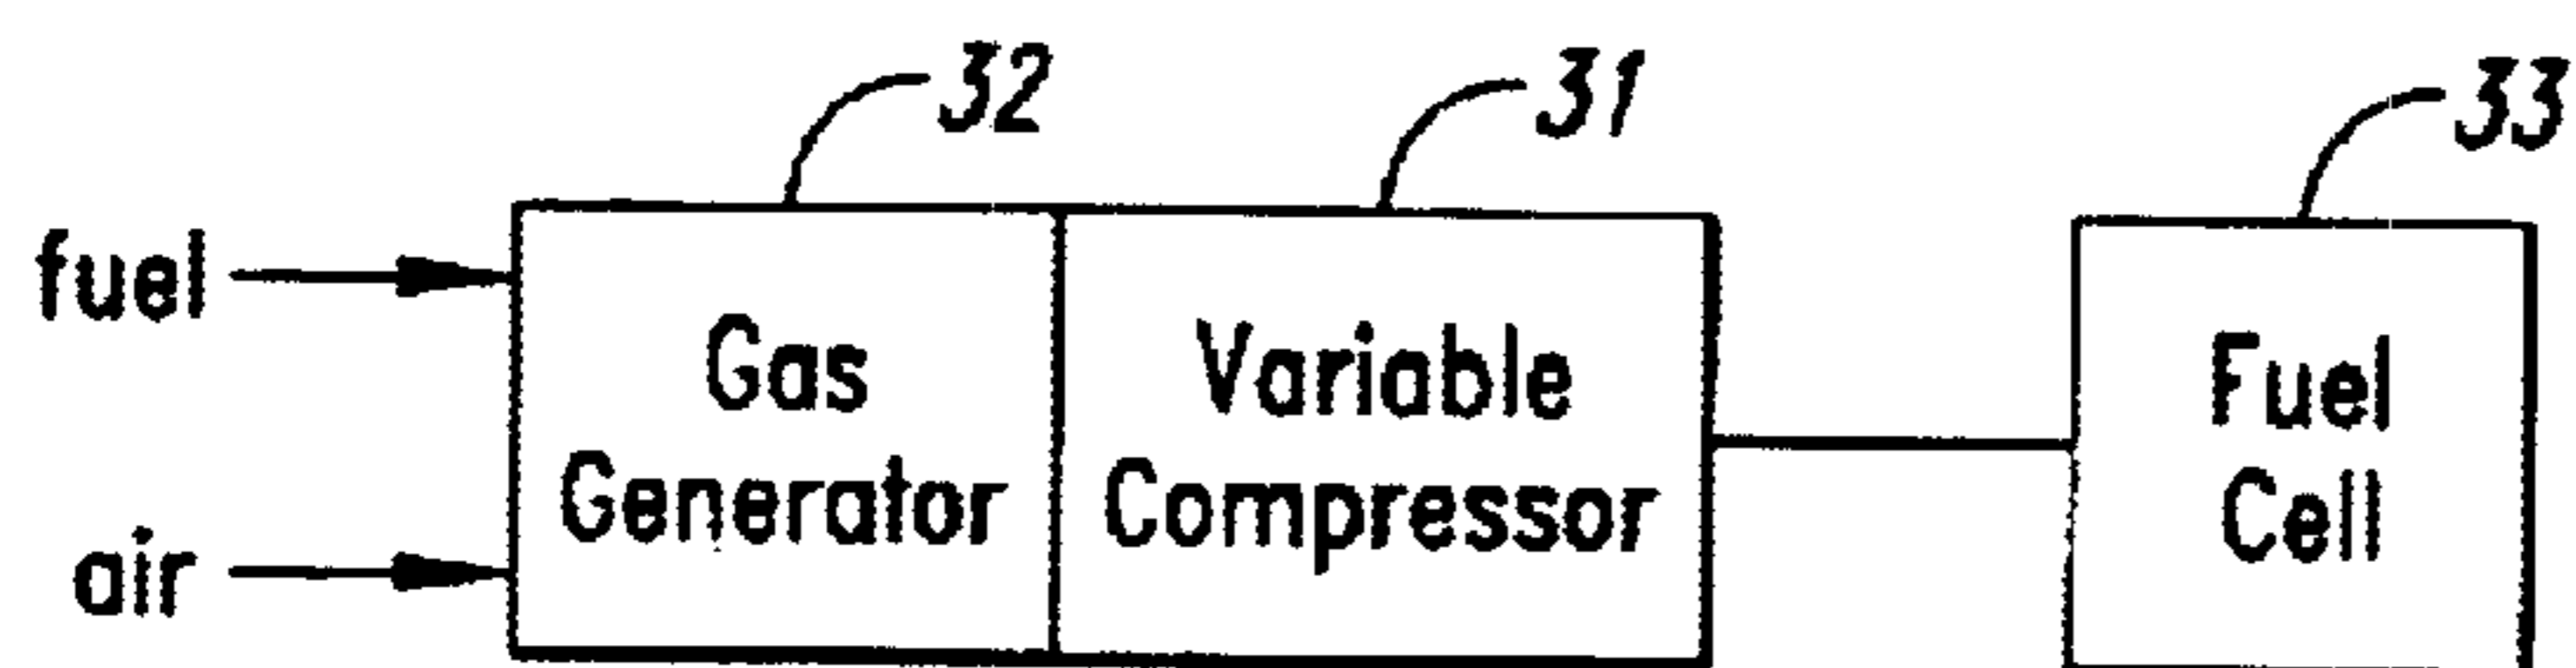 32
31
33
fuel
air
Gas
Generator
Variable
Compressor
Fuel
Cell